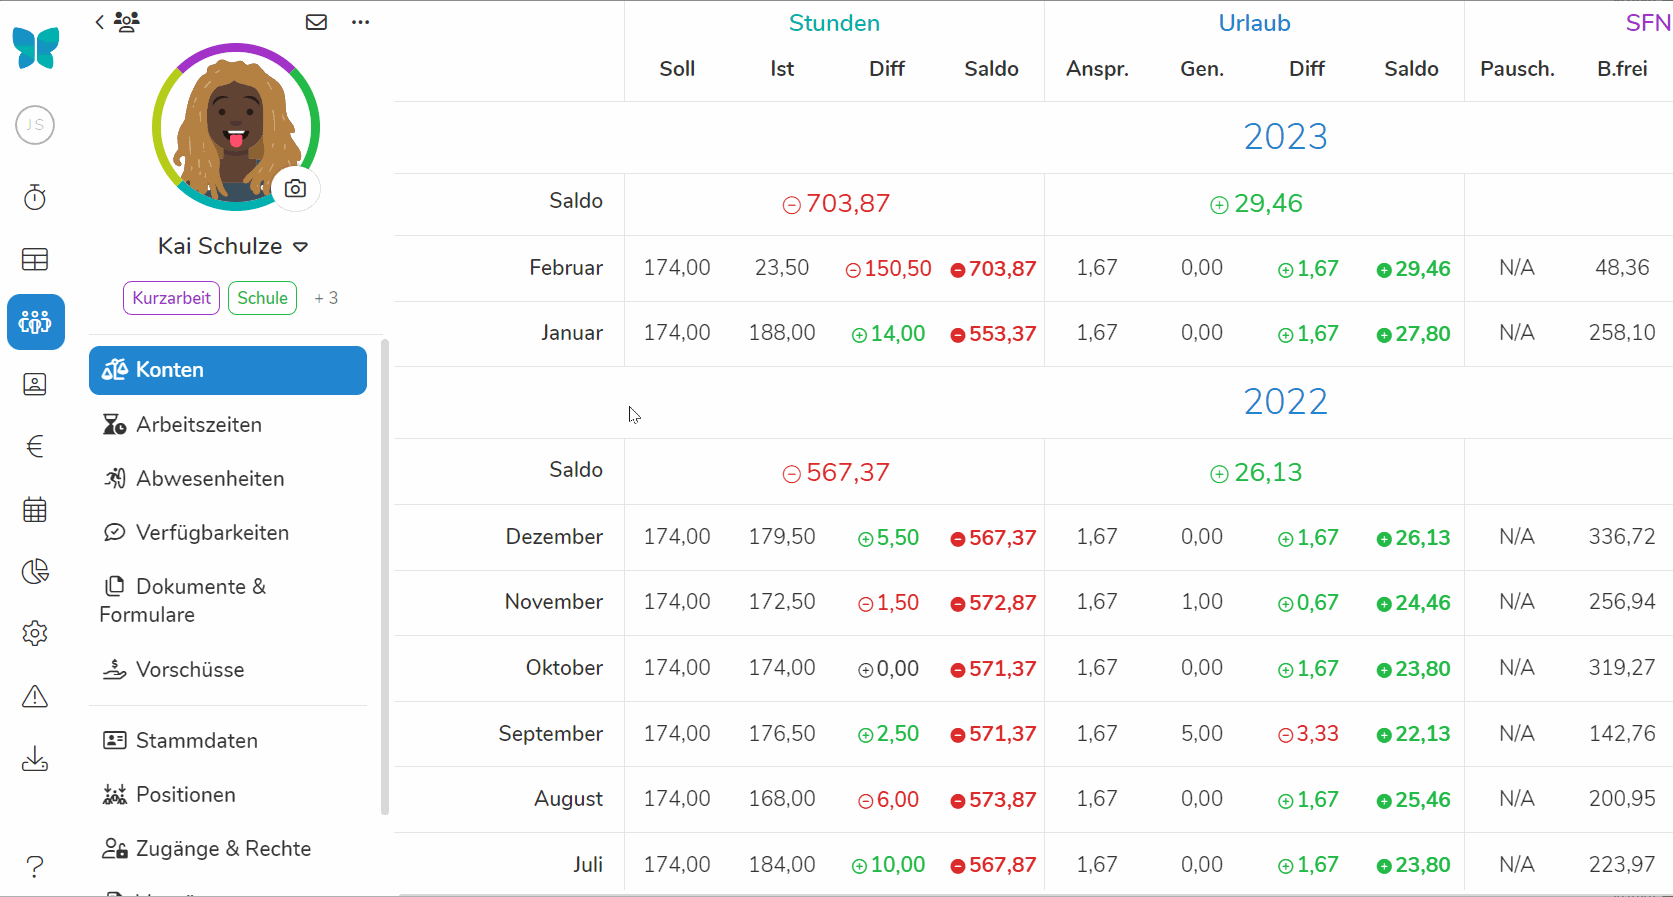 JS
Kai Schulze
Kurzarbeit Schule + 3
Konten
Arbeitszeiten
Abwesenheiten
Verfügbarkeiten
Dokumente &
Formulare
Vorschüsse
Stammdaten
Positionen
Zugänge & Rechte
Stunden Urlaub SFN
Soll Ist Diff Saldo Anspr. Gen. Diff Saldo Pausch. B.frei
2023
Saldo 703,87 29,46
Februar 174,00 23,50 150,50 703,87 1,67 0,00 1,67 29,46 N/A 48,36
Januar 174,00 188,00 14,00 553,37 1,67 0,00 1,67 27,80 N/A 258,10
2022
Saldo 567,37 26,13
Dezember 174,00 179,50 5,50 567,37 1,67 0,00 1,67 26,13 N/A 336,72
November 174,00 172,50 1,50 572,87 1,67 1,00 0,67 24,46 N/A 256,94
Oktober 174,00 174,00 0,00 571,37 1,67 0,00 1,67 23,80 N/A 319,27
September 174,00 176,50 2,50 571,37 1,67 5,00 3,33 22,13 N/A 142,76
August 174,00 168,00 6,00 573,87 1,67 0,00 1,67 25,46 N/A 200,95
Juli 174,00 184,00 10,00 567,87 1,67 0,00 1,67 23,80 N/A 223,97